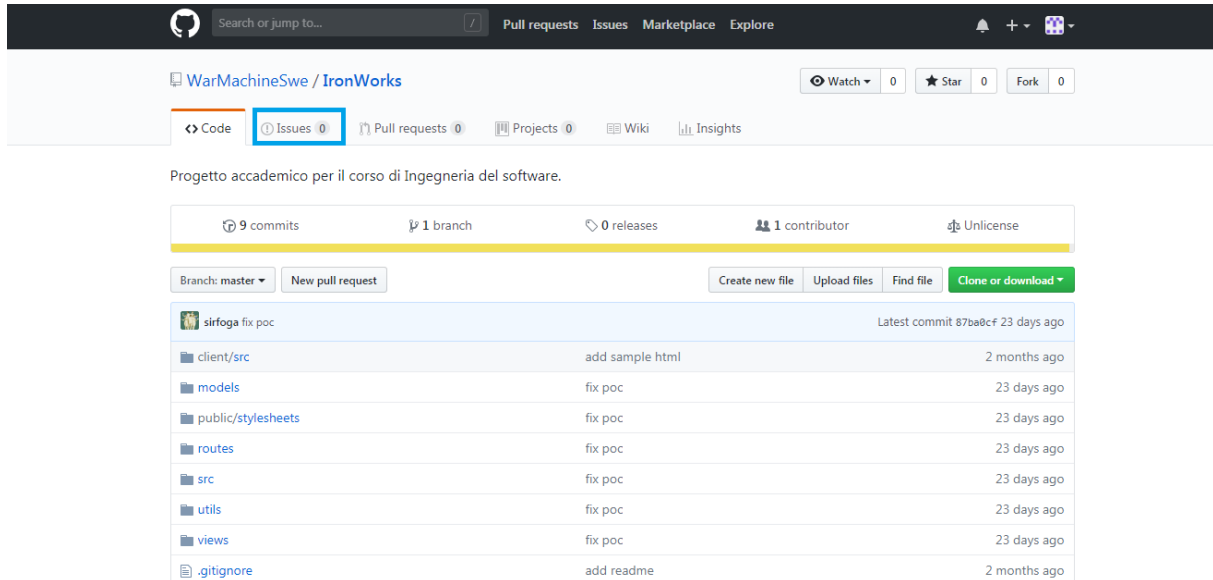 Search or jump to... / Pull requests Issues Marketplace Explore
WarMachineSwe / IronWorks Watch 0 Star 0 Fork 0
Code Issues 0 Pull requests 0 Projects 0 Wiki Insights
Progetto accademico per il corso di Ingegneria del software.
9 commits 1 branch 0 releases 1 contributor Unlicense
Branch: master New pull request Create new file Upload files Find file Clone or download
sirfoga fix poc Latest commit 87ba0cf 23 days ago
client/src add sample html 2 months ago
models fix poc 23 days ago
public/stylesheets fix poc 23 days ago
routes fix poc 23 days ago
src fix poc 23 days ago
utils fix poc 23 days ago
views fix poc 23 days ago
.gitignore add readme 2 months ago